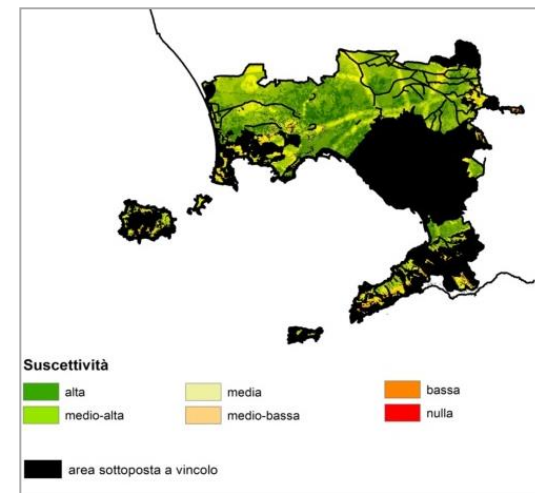 Suscettività
alta
media
bassa
medio-alta
medio-bassa
nulla
area sottoposta a vincolo